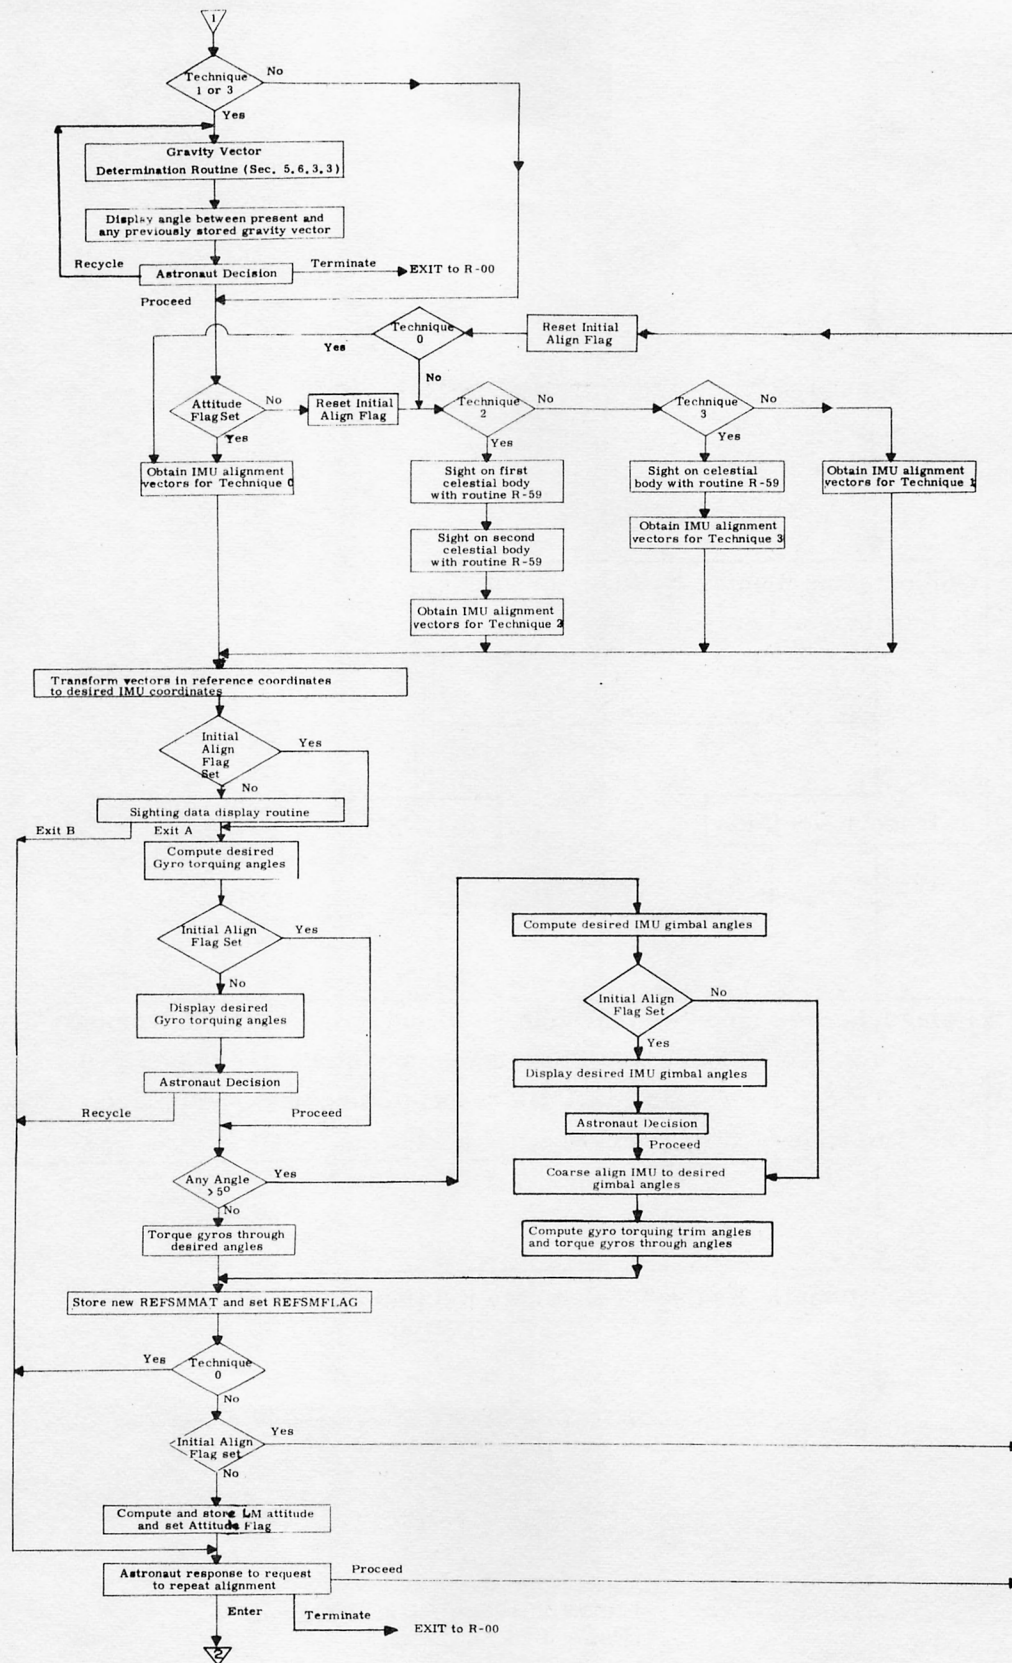 1
Technique
1 or 3
No
Yes
Gravity Vector
Determination Routine (Sec. 5.6.3.3)
Display angle between present and
any previously stored gravity vector
Recycle
Astronaut Decision
Terminate
EXIT to R-00
Proceed
Technique
0
Reset Initial
Align Flag
Yes
No
Attitude
Flag Set
No
Yes
Reset Initial
Align Flag
Technique
2
No
Yes
Technique
3
No
Yes
Obtain IMU alignment
vectors for Technique 0
Sight on first
celestial body
with routine R-59
Sight on second
celestial body
with routine R-59
Obtain IMU alignment
vectors for Technique 2
Sight on celestial
body with routine R-59
Obtain IMU alignment
vectors for Technique 3
Obtain IMU alignment
vectors for Technique 1
Transform vectors in reference coordinates
to desired IMU coordinates
Initial
Align
Flag
Set
Yes
No
Sighting data display routine
Exit B
Exit A
Compute desired
Gyro torquing angles
Initial Align
Flag Set
Yes
No
Display desired
Gyro torquing angles
Astronaut Decision
Recycle
Proceed
Any Angle
> 5°
Yes
No
Torque gyros through
desired angles
Compute desired IMU gimbal angles
Initial Align
Flag Set
No
Yes
Display desired IMU gimbal angles
Astronaut Decision
Proceed
Coarse align IMU to desired
gimbal angles
Compute gyro torquing trim angles
and torque gyros through angles
Store new REFSMMAT and set REFSMFLAG
Technique
0
Yes
No
Initial Align
Flag set
Yes
No
Compute and store LM attitude
and set Attitude Flag
Astronaut response to request
to repeat alignment
Proceed
Enter
Terminate
EXIT to R-00
2